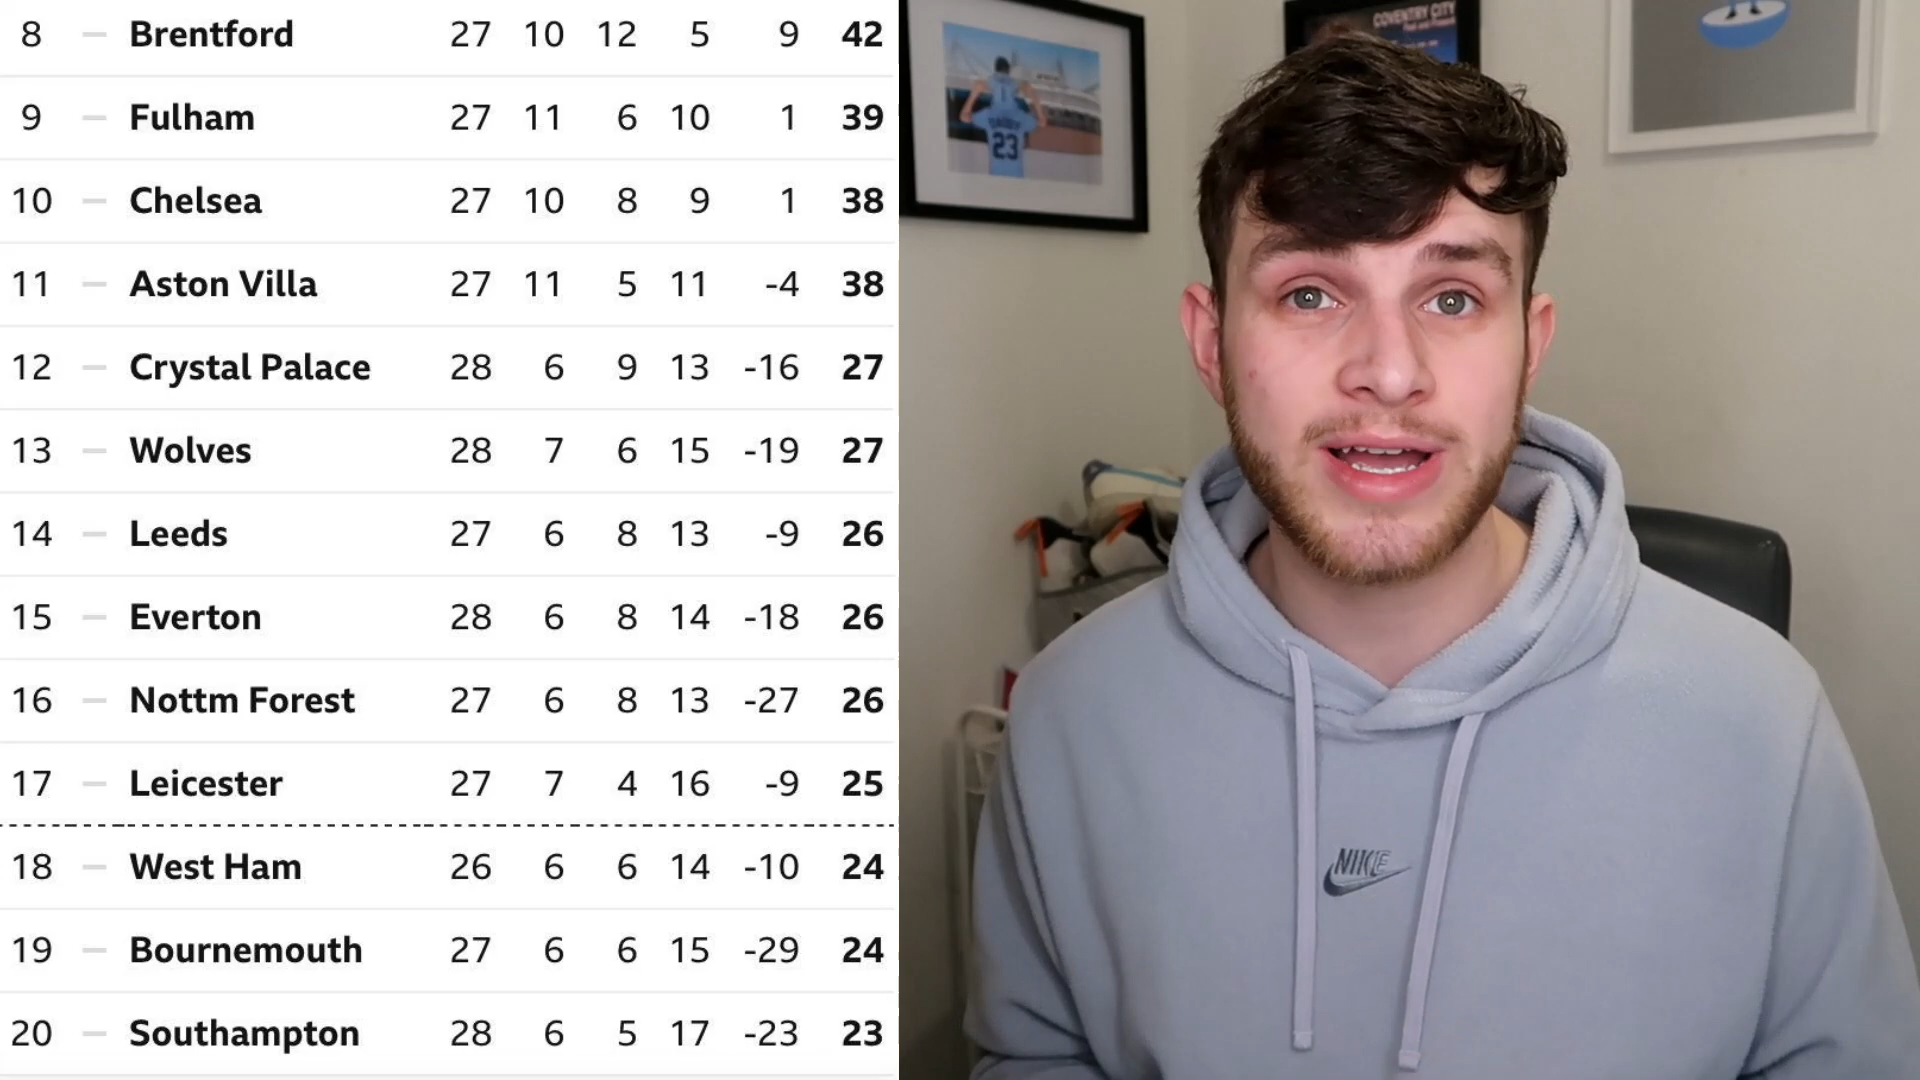 8 – Brentford 27 10 12 5 9 42
9 – Fulham 27 11 6 10 1 39
10 – Chelsea 27 10 8 9 1 38
11 – Aston Villa 27 11 5 11 -4 38
12 – Crystal Palace 28 6 9 13 -16 27
13 – Wolves 28 7 6 15 -19 27
14 – Leeds 27 6 8 13 -9 26
15 – Everton 28 6 8 14 -18 26
16 – Nottm Forest 27 6 8 13 -27 26
17 – Leicester 27 7 4 16 -9 25
18 – West Ham 26 6 6 14 -10 24
19 – Bournemouth 27 6 6 15 -29 24
20 – Southampton 28 6 5 17 -23 23
COVENTRY CITY
23
NIKE